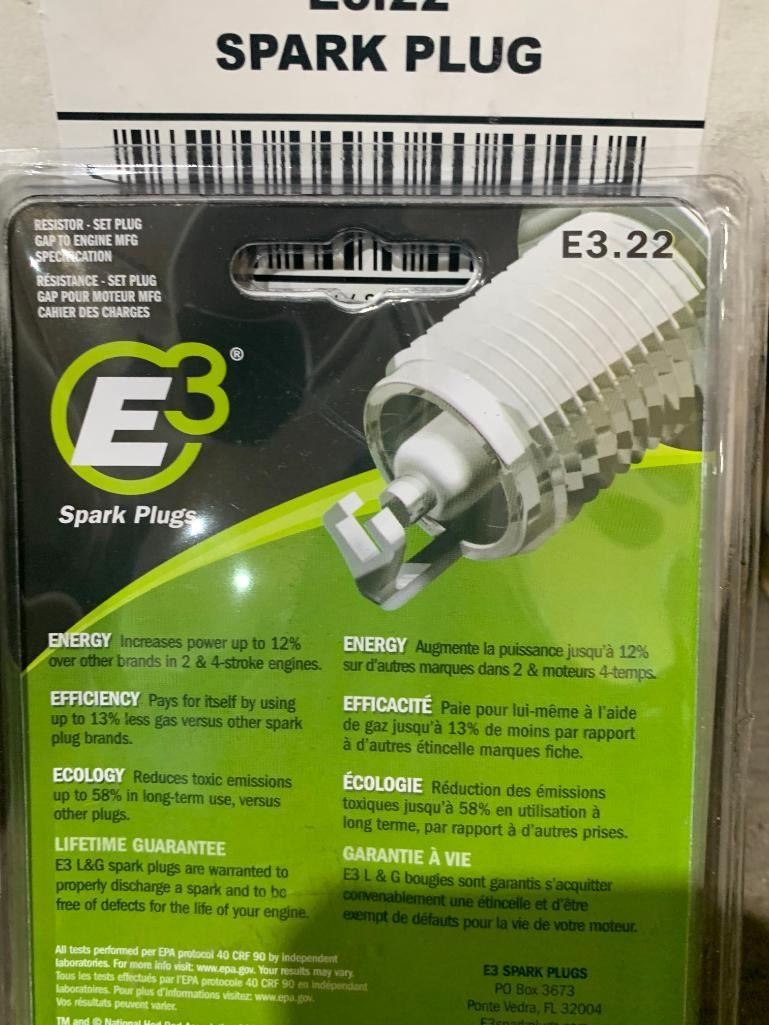 E3.22
SPARK PLUG
RESISTOR - SET PLUG
GAP TO ENGINE MFG
SPECIFICATION
RÉSISTANCE - SET PLUG
GAP POUR MOTEUR MFG
CAHIER DES CHARGES
E3.22
E3®
Spark Plugs
ENERGY Increases power up to 12%
over other brands in 2 & 4-stroke engines.
EFFICIENCY Pays for itself by using
up to 13% less gas versus other spark
plug brands.
ECOLOGY Reduces toxic emissions
up to 58% in long-term use, versus
other plugs.
LIFETIME GUARANTEE
E3 L&G spark plugs are warranted to
properly discharge a spark and to be
free of defects for the life of your engine.
ENERGY Augmente la puissance jusqu'à 12%
sur d'autres marques dans 2 & moteurs 4-temps.
EFFICACITÉ Paie pour lui-même à l'aide
de gaz jusqu'à 13% de moins par rapport
à d'autres étincelle marques fiche.
ÉCOLOGIE Réduction des émissions
toxiques jusqu'à 58% en utilisation à
long terme, par rapport à d'autres prises.
GARANTIE À VIE
E3 L & G bougies sont garantis s'acquitter
convenablement une étincelle et d'être
exempt de défauts pour la vie de votre moteur.
All tests performed per EPA protocol 40 CRF 90 by independent
laboratories. For more info visit: www.epa.gov. Your results may vary.
Tous les tests effectués par l'EPA protocole 40 CRF 90 en indépendant
laboratoires. Pour plus d'informations visitez: www.epa.gov.
Vos résultats peuvent varier.
E3 SPARK PLUGS
PO Box 3673
Ponte Vedra, FL 32004
TM and © National Hot Rod